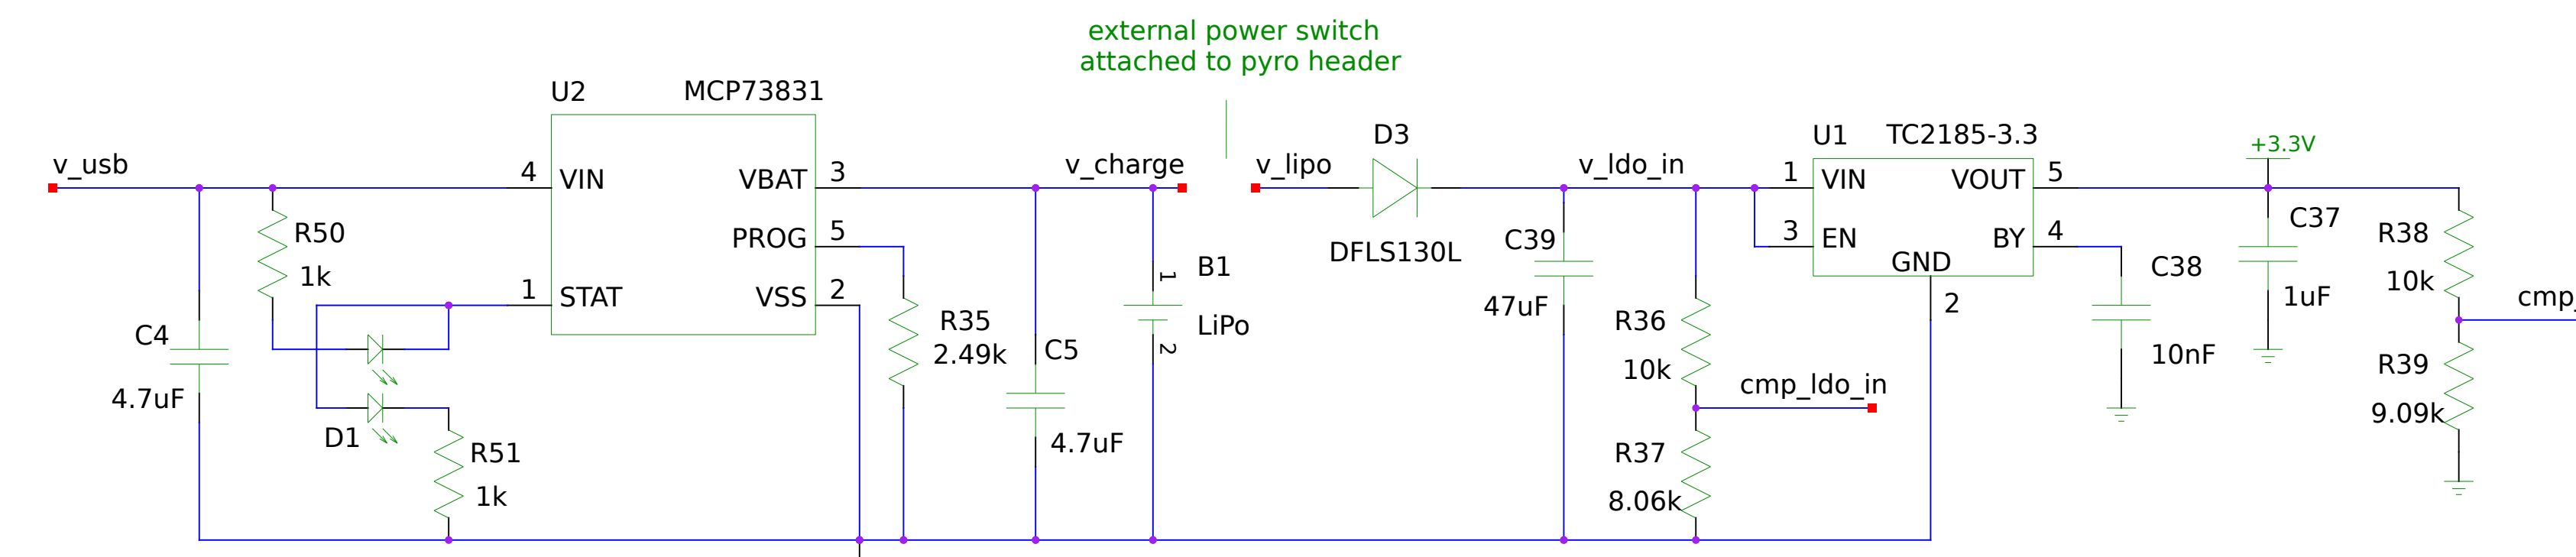 external power switch
attached to pyro header
U2
MCP73831
v_usb
4
VIN
VBAT
3
v_charge
v_lipo
D3
DFLS130L
v_ldo_in
U1
TC2185-3.3
1
VIN
VOUT
5
+3.3V
R50
1k
PROG
5
3
EN
BY
4
GND
2
C39
47uF
C37
1uF
R38
10k
cmp_
1
STAT
VSS
2
B1
1
LiPo
2
C38
10nF
C4
4.7uF
R35
2.49k
C5
4.7uF
R36
10k
cmp_ldo_in
R39
9.09k
D1
R51
1k
R37
8.06k